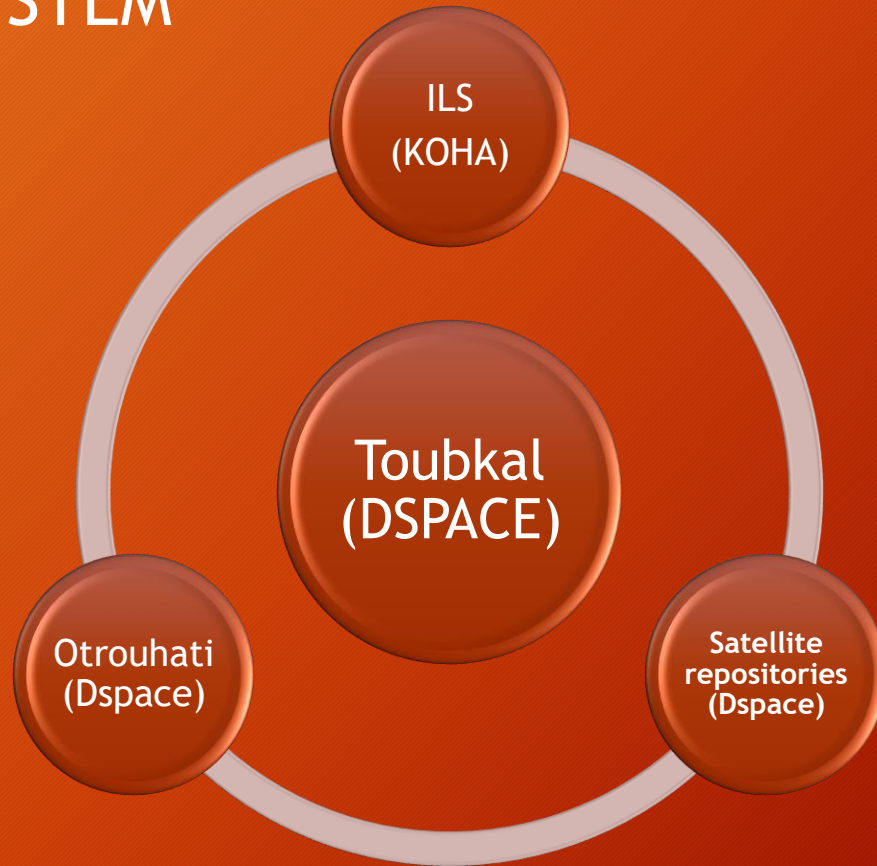 STEM
ILS
(KOHA)
Toubkal
(DSPACE)
Otrouhati
(Dspace)
Satellite
repositories
(Dspace)